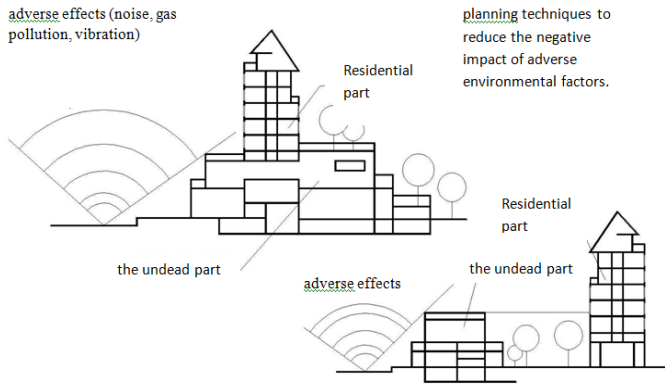 adverse effects (noise, gas
pollution, vibration)
planning techniques to
reduce the negative
impact of adverse
environmental factors.
Residential
part
the undead part
Residential
part
the undead part
adverse effects